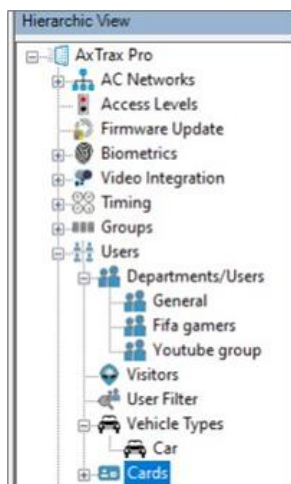 Hierarchic View
AxTrax Pro
AC Networks
Access Levels
Firmware Update
Biometrics
Video Integration
Timing
Groups
Users
Departments/Users
General
Fifa gamers
Youtube group
Visitors
User Filter
Vehicle Types
Car
Cards